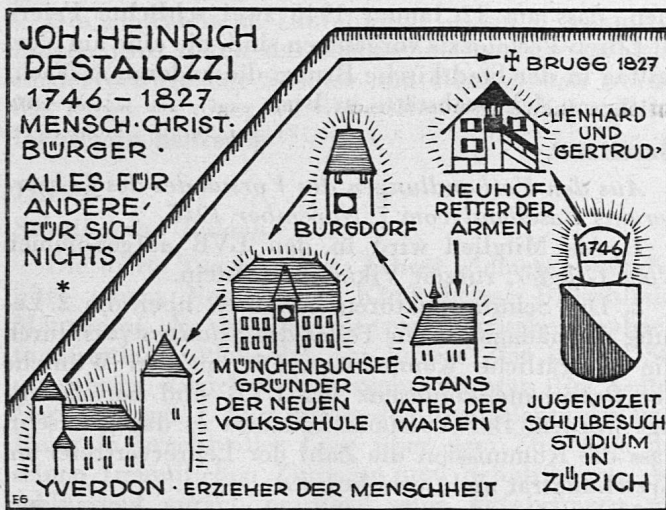 JOH · HEINRICH
PESTALOZZI
1746 - 1827
MENSCH · CHRIST ·
BÜRGER ·
ALLES FÜR
ANDERE,
FÜR SICH
NICHTS
*
† BRUGG 1827
‚LIENHARD
UND
GERTRUD‘
NEUHOF
RETTER DER
ARMEN
BURGDORF
1746
MÜNCHENBUCHSEE
GRÜNDER
DER NEUEN
VOLKSSCHULE
STANS
VATER DER
WAISEN
JUGENDZEIT
SCHULBESUCH
STUDIUM
IN
ZÜRICH
YVERDON · ERZIEHER DER MENSCHHEIT
EG